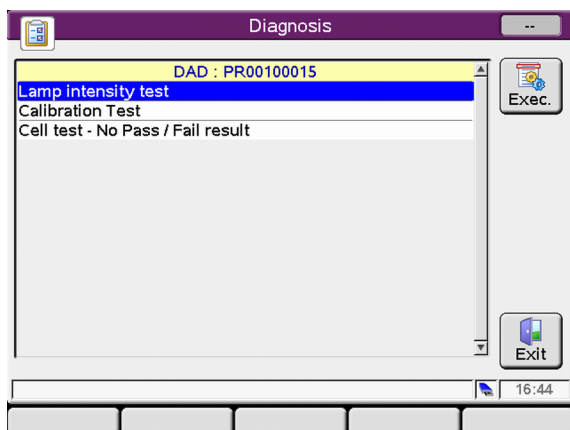 Diagnosis
--
DAD : PR00100015
Lamp intensity test
Calibration Test
Cell test - No Pass / Fail result
Exec.
Exit
16:44